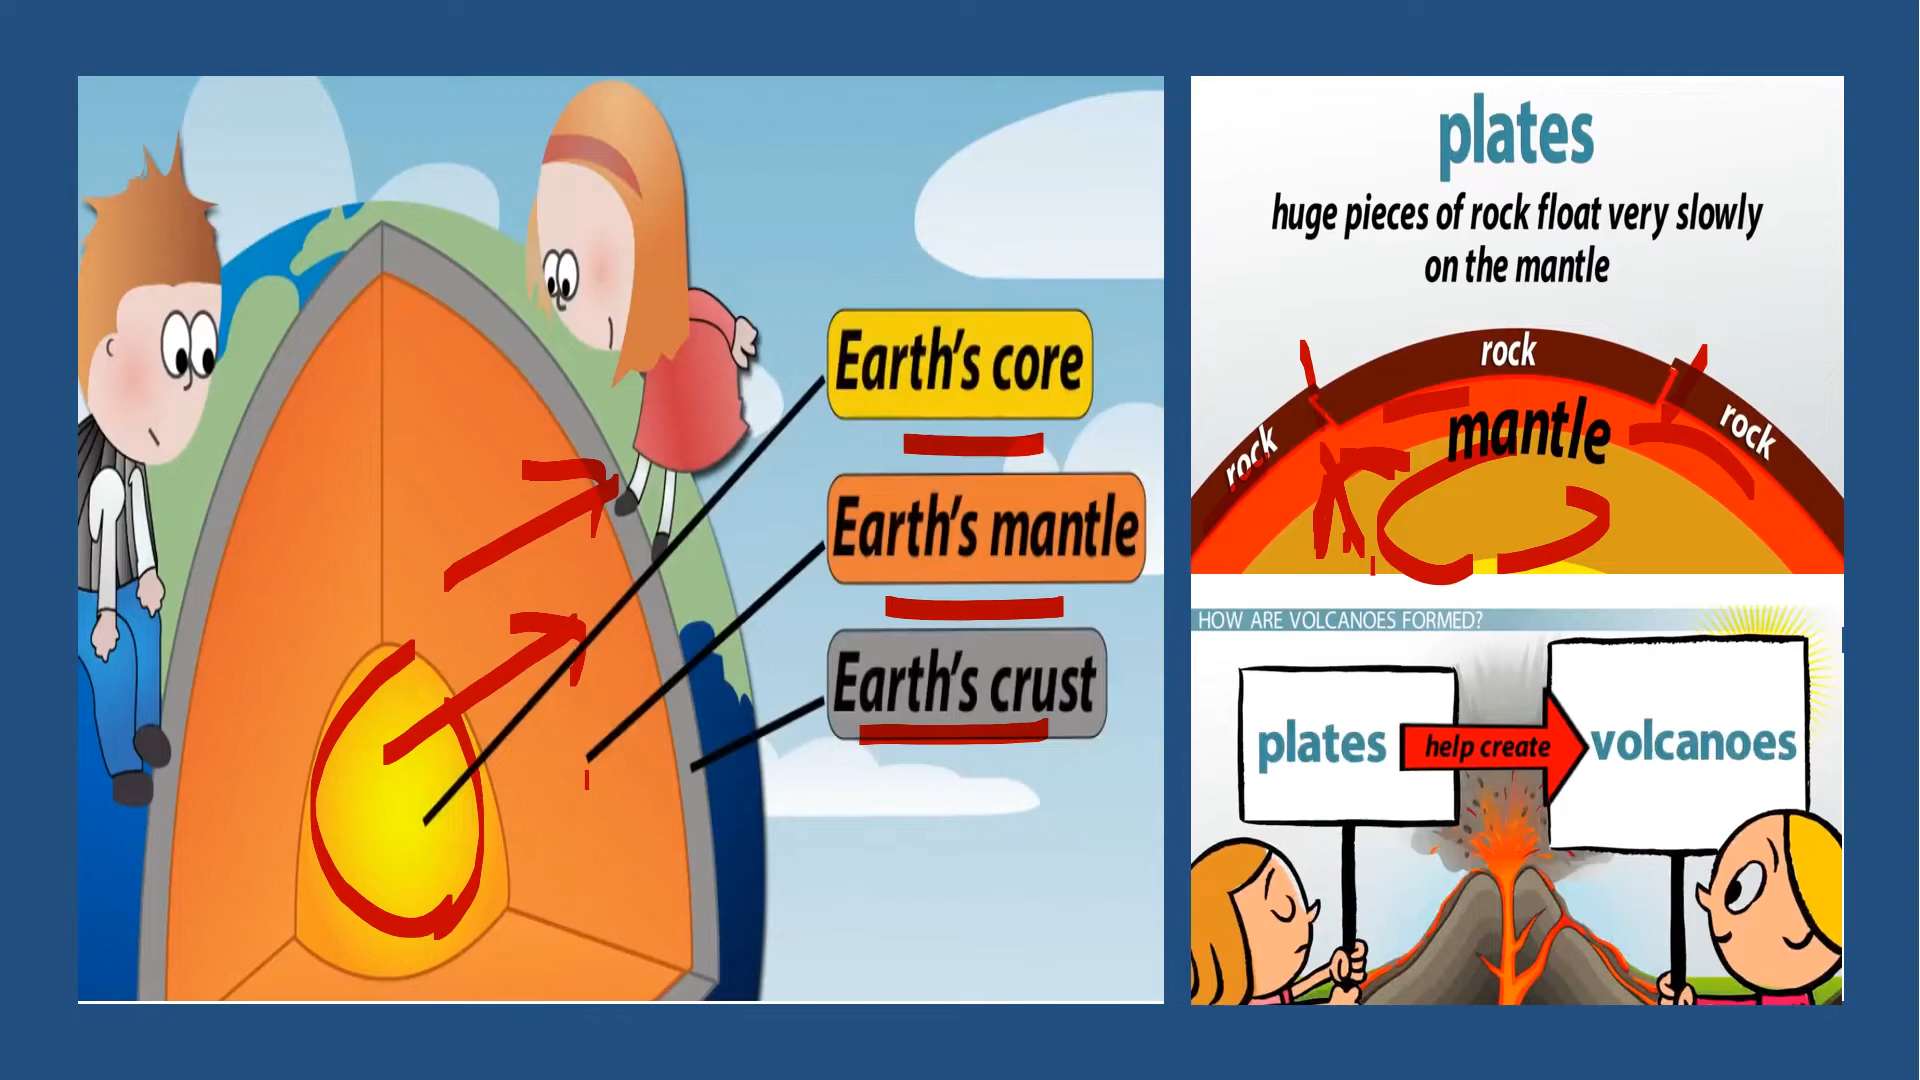 Earth's core
Earth's mantle
Earth's crust
plates
huge pieces of rock float very slowly
on the mantle
rock
rock
rock
mantle
HOW ARE VOLCANOES FORMED?
plates
help create
volcanoes